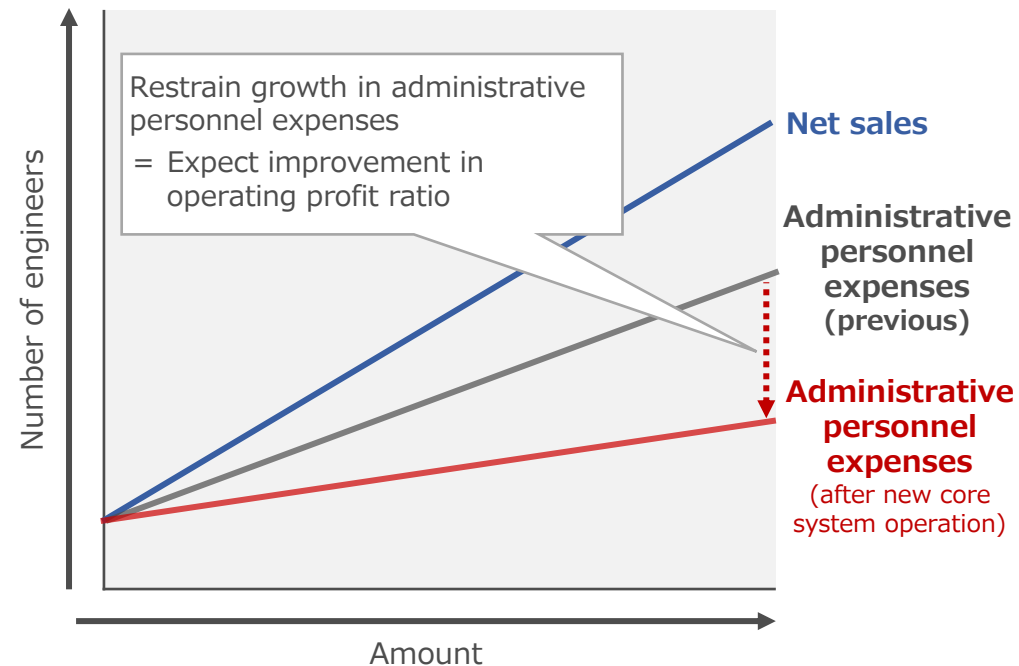 Restrain growth in administrative
personnel expenses
= Expect improvement in
operating profit ratio
Net sales
Administrative
personnel
expenses
(previous)
Administrative
personnel
expenses
(after new core
system operation)
Number of engineers
Amount